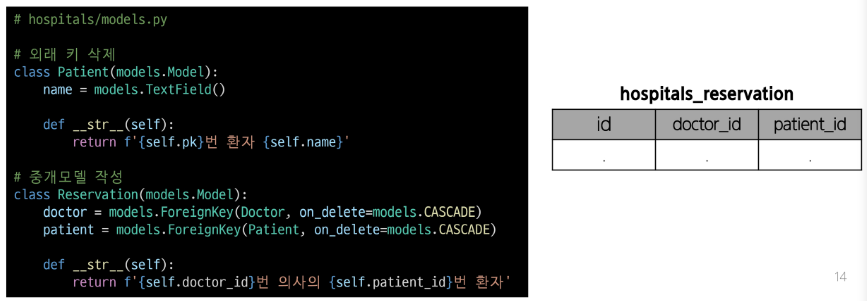 # hospitals/models.py
# 외래 키 삭제
class Patient(models.Model):
    name = models.TextField()
    def __str__(self):
        return f'{self.pk}번 환자 {self.name}'
# 중개모델 작성
class Reservation(models.Model):
    doctor = models.ForeignKey(Doctor, on_delete=models.CASCADE)
    patient = models.ForeignKey(Patient, on_delete=models.CASCADE)
    def __str__(self):
        return f'{self.doctor_id}번 의사의 {self.patient_id}번 환자'
hospitals_reservation
id doctor_id patient_id
. . .
14